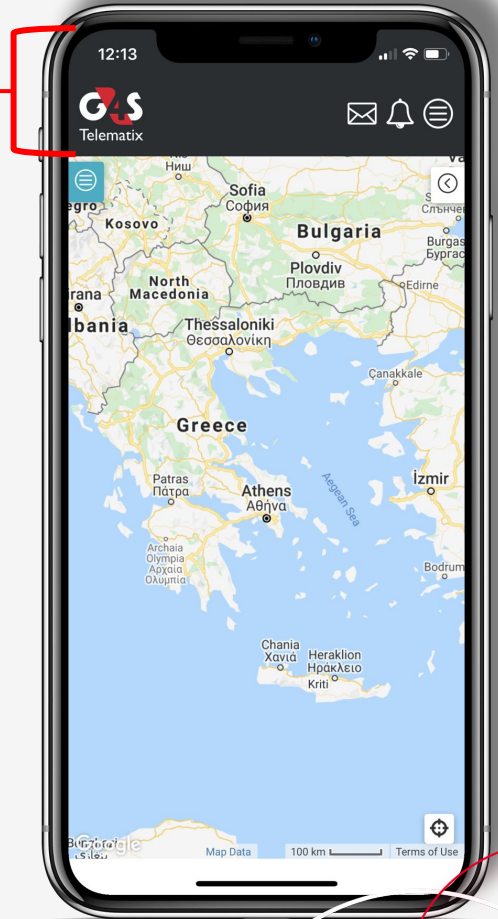 12:13
G4S
Telematix
Ниш
Sofia
София
Kosovo
Bulgaria
Burgas
Plovdiv
Пловдив
North
Macedonia
Edirne
Thessaloniki
Θεσσαλονίκη
Çanakkale
Greece
Patras
Πάτρα
Athens
Αθήνα
Aegean Sea
İzmir
Archaia
Olympia
Αρχαία
Ολυμπία
Bodrum
Chania
Χανιά
Heraklion
Ηράκλειο
Kriti
Google
Map Data
100 km
Terms of Use